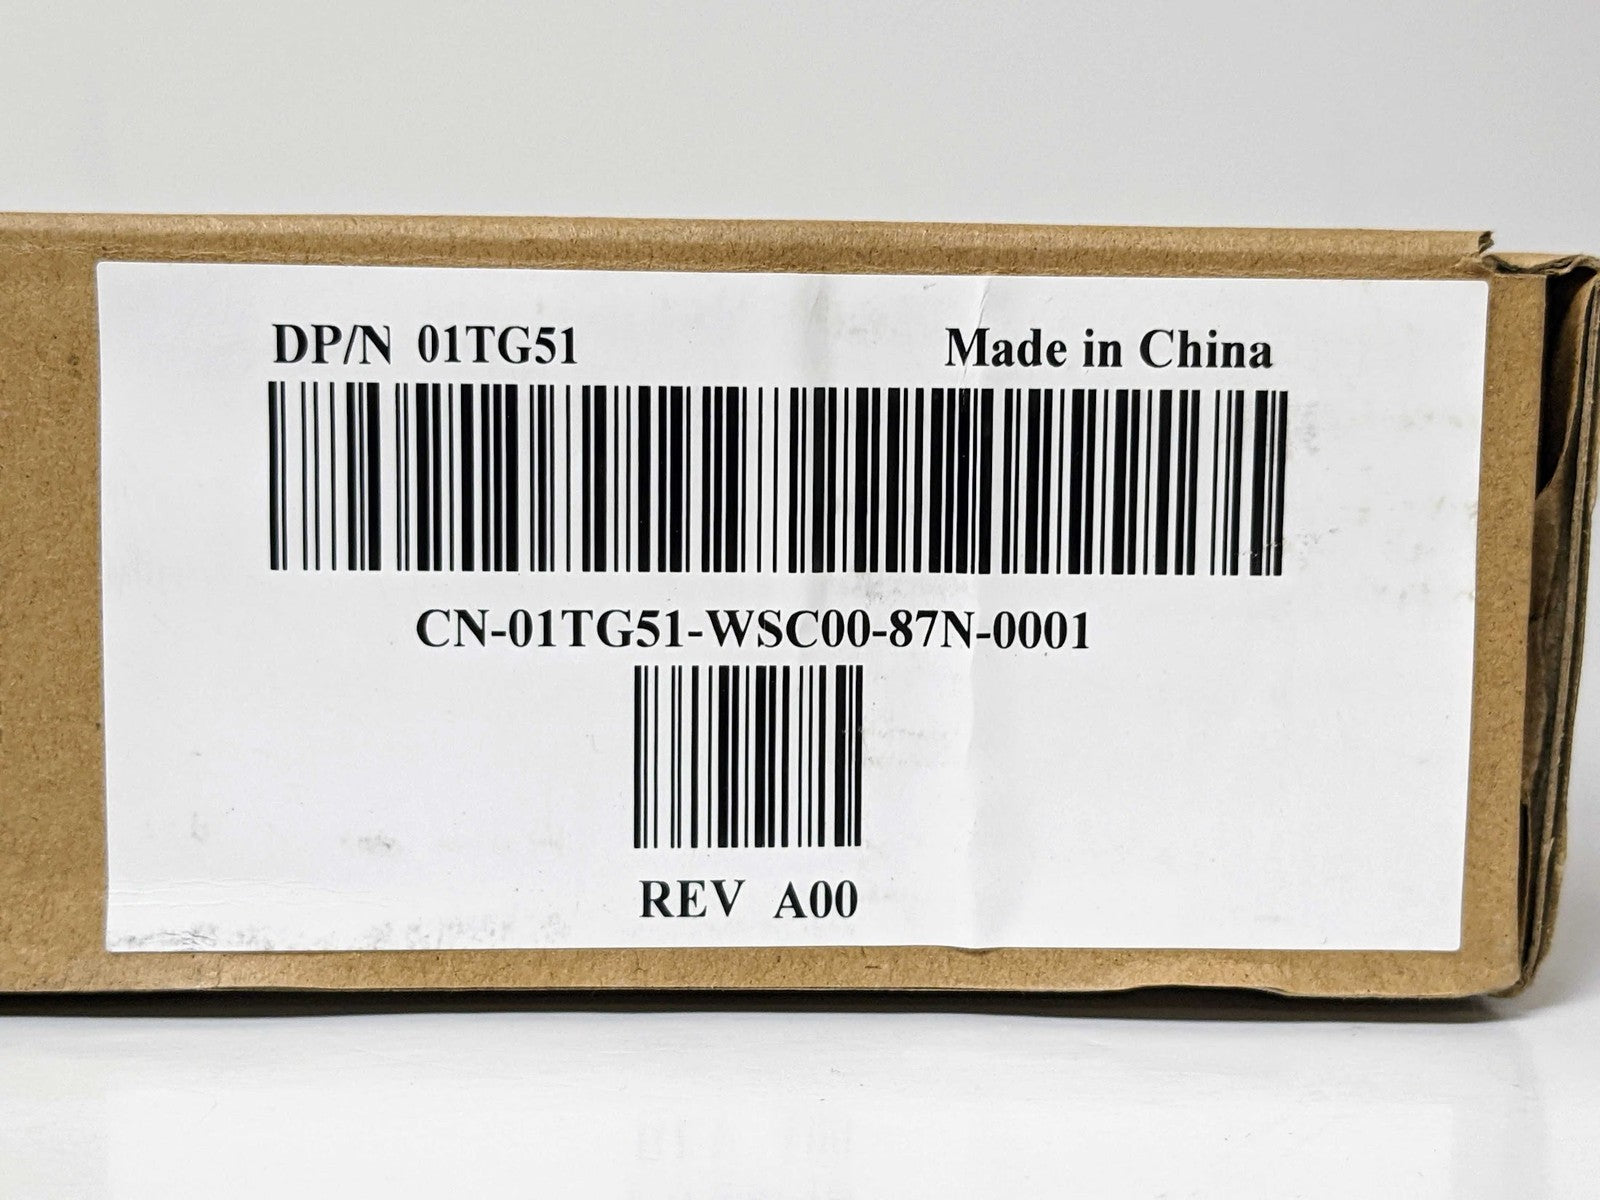 DP/N 01TG51 Made in China
CN-01TG51-WSC00-87N-0001
REV A00